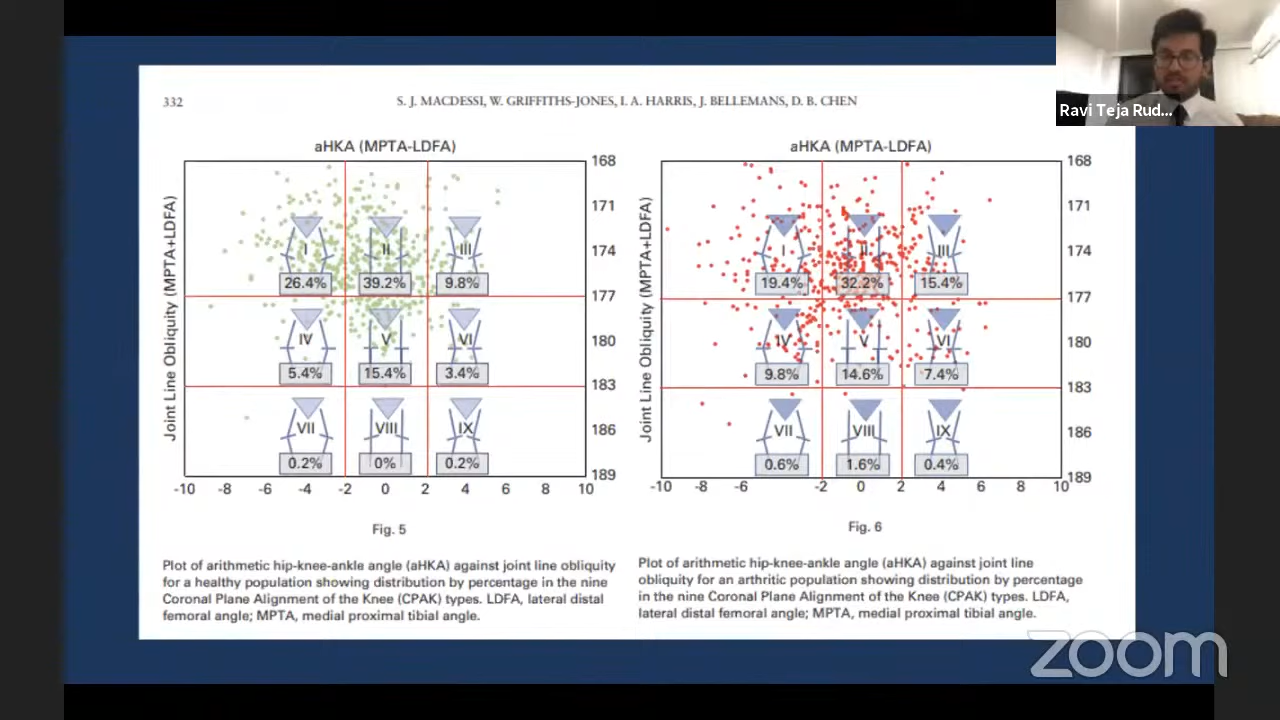 Ravi Teja Rud...
332
S. J. MACDESSI, W. GRIFFITHS-JONES, I. A. HARRIS, J. BELLEMANS, D. B. CHEN
aHKA (MPTA-LDFA)
Joint Line Obliquity (MPTA+LDFA)
168
171
174
177
180
183
186
189
I
II
III
26.4%
39.2%
9.8%
IV
V
VI
5.4%
15.4%
3.4%
VII
VIII
IX
0.2%
0%
0.2%
-10 -8 -6 -4 -2 0 2 4 6 8 10
Fig. 5
Plot of arithmetic hip-knee-ankle angle (aHKA) against joint line obliquity
for a healthy population showing distribution by percentage in the nine
Coronal Plane Alignment of the Knee (CPAK) types. LDFA, lateral distal
femoral angle; MPTA, medial proximal tibial angle.
aHKA (MPTA-LDFA)
Joint Line Obliquity (MPTA+LDFA)
168
171
174
177
180
183
186
189
I
II
III
19.4%
32.2%
15.4%
IV
V
VI
9.8%
14.6%
7.4%
VII
VIII
IX
0.6%
1.6%
0.4%
-10 -8 -6 -2 0 2 4 6 8 10
Fig. 6
Plot of arithmetic hip-knee-ankle angle (aHKA) against joint line
obliquity for an arthritic population showing distribution by percentage
in the nine Coronal Plane Alignment of the Knee (CPAK) types. LDFA,
lateral distal femoral angle; MPTA, medial proximal tibial angle.
zoom